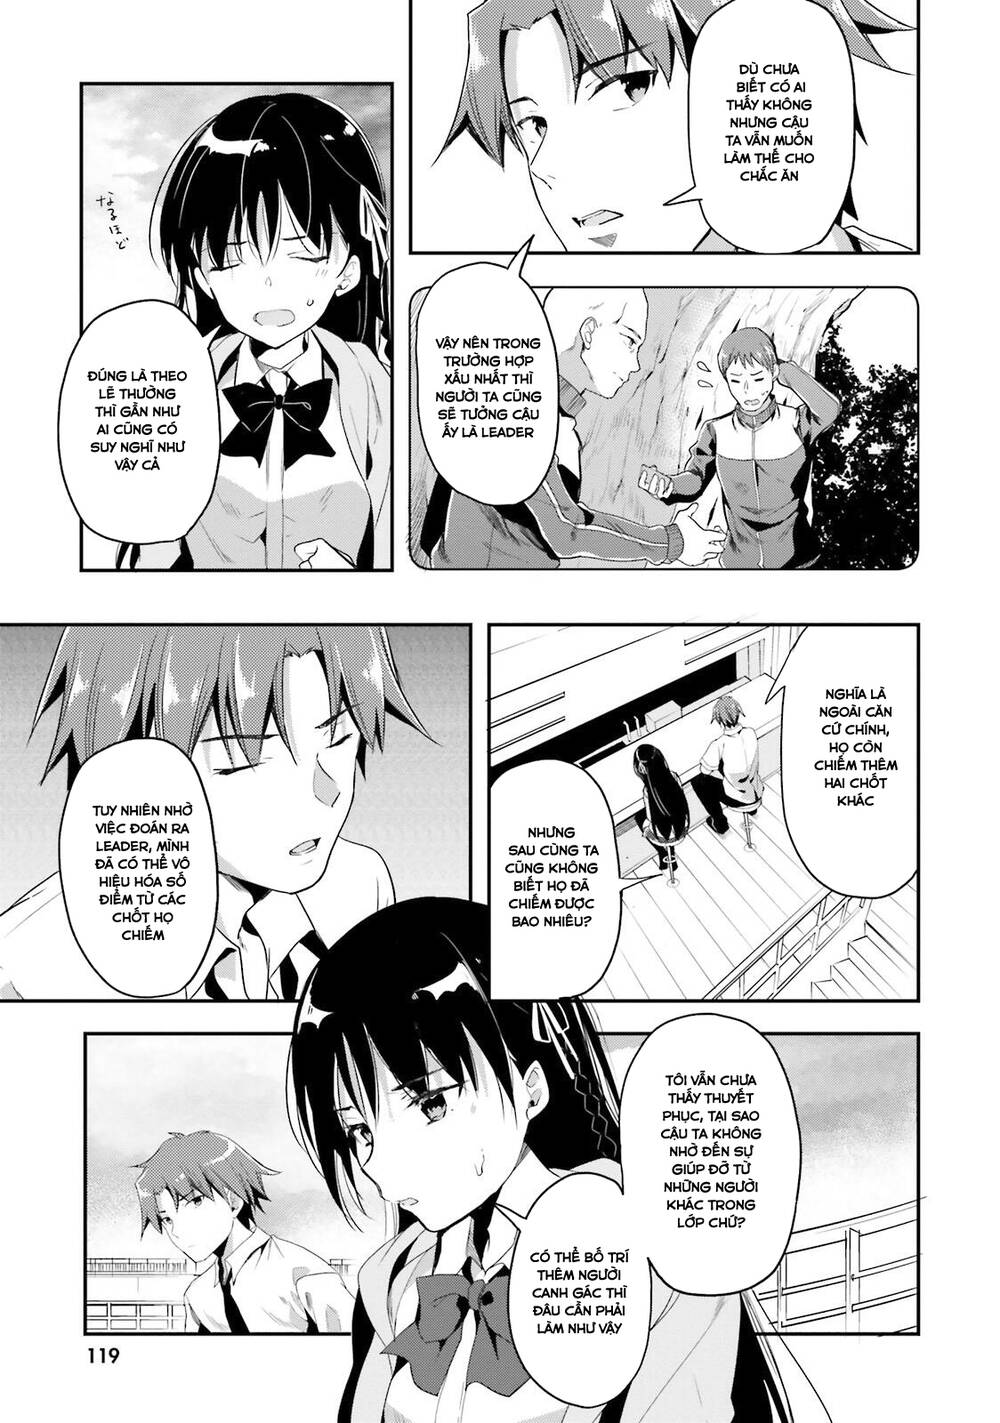 DÙ CHƯA
BIẾT CÓ AI
THẤY KHÔNG
NHƯNG CẬU
TA VẪN MUỐN
LÀM THẾ CHO
CHẮC ĂN
VẬY NÊN TRONG
TRƯỜNG HỢP
XẤU NHẤT THÌ
NGƯỜI TA CŨNG
SẼ TƯỞNG CẬU
ẤY LÀ LEADER
なるほど
ĐÚNG LÀ THEO
LẼ THƯỜNG
THÌ GẦN NHƯ
AI CŨNG CÓ
SUY NGHĨ NHƯ
VẬY CẢ
NGHĨA LÀ
NGOÀI CĂN
CỨ CHÍNH,
HỌ CÒN
CHIẾM THÊM
HAI CHỐT
KHÁC
NHƯNG
SAU CÙNG TA
CŨNG KHÔNG
BIẾT HỌ ĐÃ
CHIẾM ĐƯỢC
BAO NHIÊU?
TUY NHIÊN NHỜ
VIỆC ĐOÁN RA
LEADER, MÌNH
ĐÃ CÓ THỂ VÔ
HIỆU HÓA SỐ
ĐIỂM TỪ CÁC
CHỐT HỌ
CHIẾM
TÔI VẪN CHƯA
THẤY THUYẾT
PHỤC, TẠI SAO
CẬU TA KHÔNG
NHỜ ĐẾN SỰ
GIÚP ĐỠ TỪ
NHỮNG NGƯỜI
KHÁC TRONG
LỚP CHỨ?
CÓ THỂ BỐ TRÍ
THÊM NGƯỜI
CANH GÁC THÌ
ĐÂU CẦN PHẢI
LÀM NHƯ VẬY
119